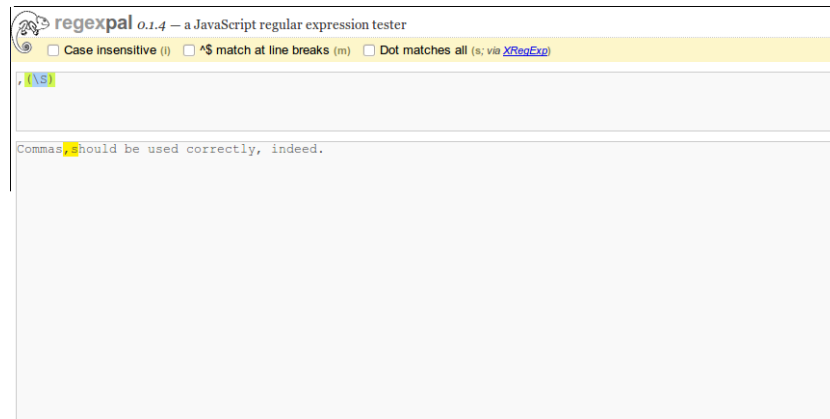 regexpal 0.1.4 — a JavaScript regular expression tester
Case insensitive (i) ^$ match at line breaks (m) Dot matches all (s; via XRegExp)
,(\S)
Commas,should be used correctly, indeed.